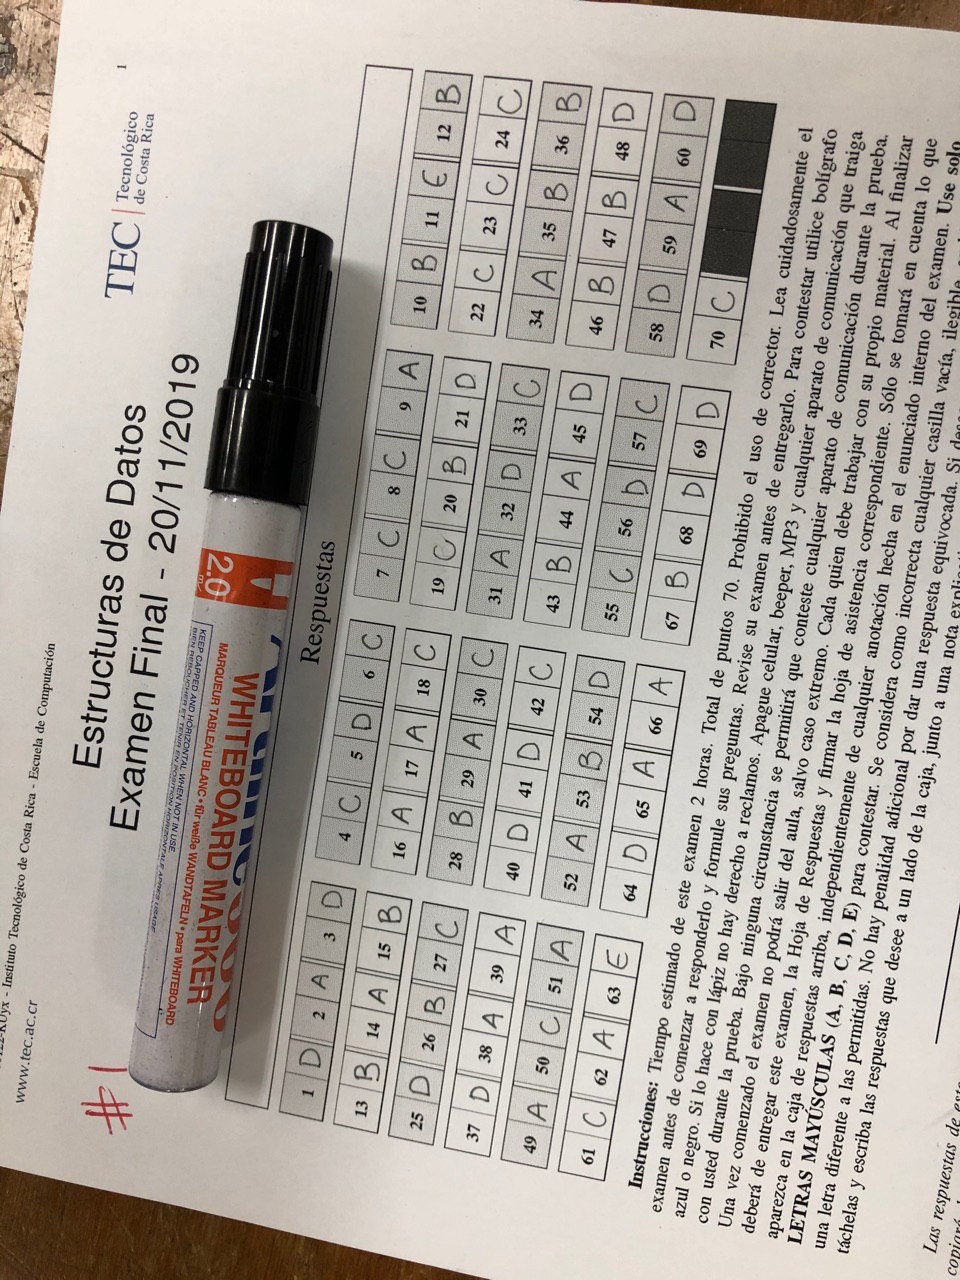 www.tec.ac.cr - Instituto Tecnológico de Costa Rica - Escuela de Computación
1
#1
Estructuras de Datos
Examen Final - 20/11/2019
TEC | Tecnológico
de Costa Rica
2.0
KEEP CAPPED AND HORIZONTAL WHEN NOT IN USE
WHITEBOARD MARKER
MARQUEUR TABLEAU BLANC • für weiße WANDTAFELN • para WHITEBOARD
Respuestas
1 D 2 A 3 D 4 C 5 D 6 C 7 C 8 C 9 A 10 B 11 E 12 B
13 B 14 A 15 B 16 A 17 A 18 C 19 C 20 B 21 D 22 C 23 C 24 C
25 D 26 B 27 C 28 B 29 A 30 C 31 A 32 D 33 C 34 A 35 B 36 B
37 D 38 A 39 A 40 D 41 D 42 C 43 B 44 A 45 D 46 B 47 B 48 D
49 A 50 C 51 A 52 A 53 B 54 D 55 C 56 D 57 C 58 D 59 A 60 D
61 C 62 A 63 E 64 D 65 A 66 A 67 B 68 D 69 D 70 C
Instrucciones: Tiempo estimado de este examen 2 horas. Total de puntos 70. Prohibido el uso de corrector. Lea cuidadosamente el
examen antes de comenzar a responderlo y formule sus preguntas. Revise su examen antes de entregarlo. Para contestar utilice bolígrafo
azul o negro. Si lo hace con lápiz no hay derecho a reclamos. Apague celular, beeper, MP3 y cualquier aparato de comunicación que traiga
con usted durante la prueba. Bajo ninguna circunstancia se permitirá que conteste cualquier aparato de comunicación durante la prueba.
Una vez comenzado el examen no podrá salir del aula, salvo caso extremo. Cada quien debe trabajar con su propio material. Al finalizar
deberá de entregar este examen, la Hoja de Respuestas y firmar la hoja de asistencia correspondiente. Sólo se tomará en cuenta lo que
aparezca en la caja de respuestas arriba, independientemente de cualquier anotación hecha en el enunciado interno del examen. Use solo
LETRAS MAYÚSCULAS (A, B, C, D, E) para contestar. Se considera como incorrecta cualquier casilla vacía, ilegible
una letra diferente a las permitidas. No hay penalidad adicional por dar una respuesta equivocada. Si
táchelas y escriba las respuestas que desee a un lado de la caja, junto a una nota
Las respuestas de